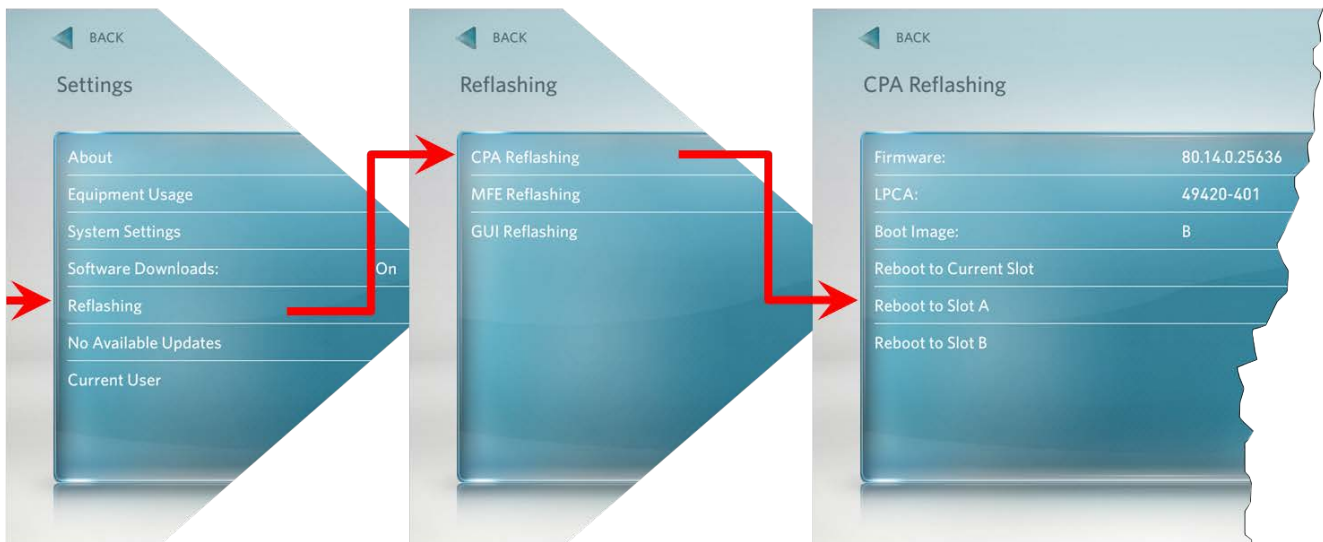 BACK
Settings
About
Equipment Usage
System Settings
Software Downloads: On
Reflashing
No Available Updates
Current User
BACK
Reflashing
CPA Reflashing
MFE Reflashing
GUI Reflashing
BACK
CPA Reflashing
Firmware: 80.14.0.25636
LPCA: 49420-401
Boot Image: B
Reboot to Current Slot
Reboot to Slot A
Reboot to Slot B